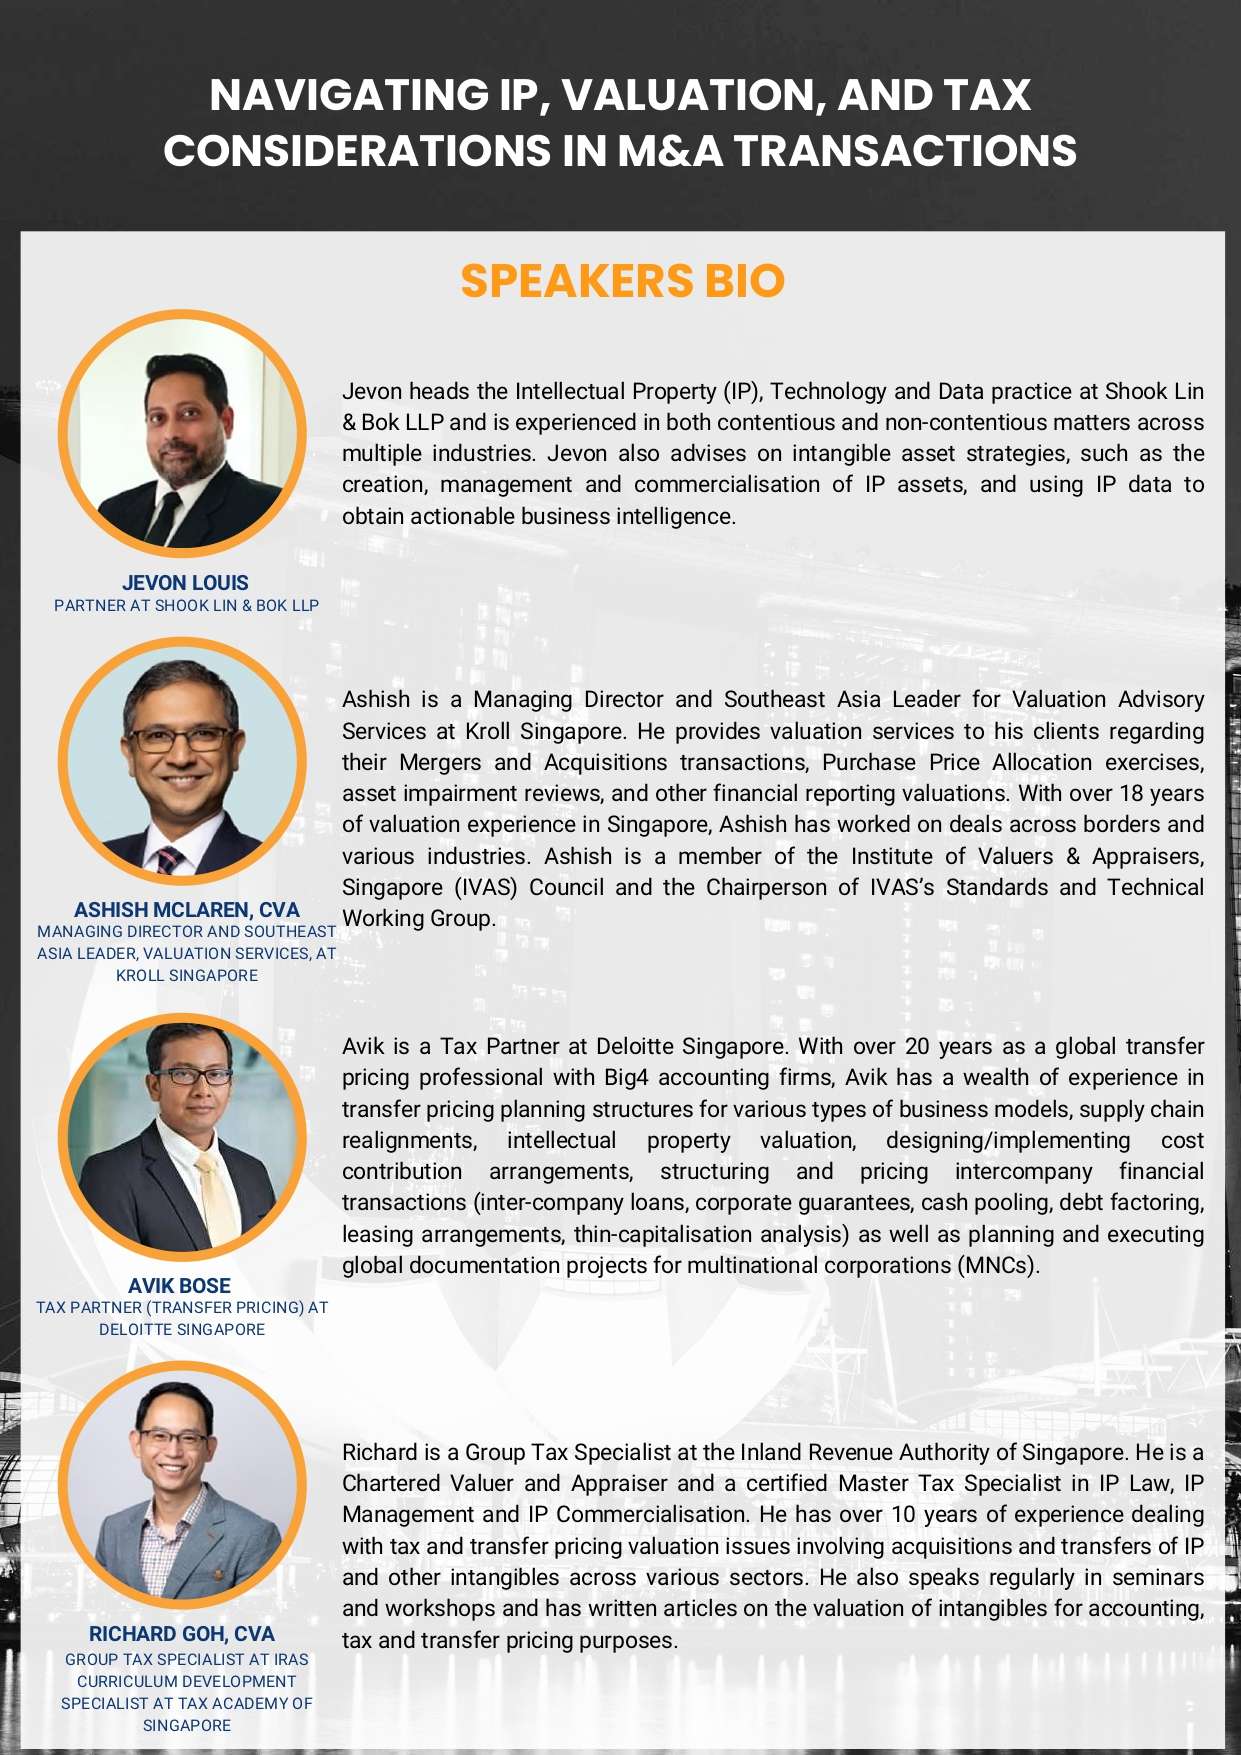 NAVIGATING IP, VALUATION, AND TAX
CONSIDERATIONS IN M&A TRANSACTIONS
SPEAKERS BIO
Jevon heads the Intellectual Property (IP), Technology and Data practice at Shook Lin
& Bok LLP and is experienced in both contentious and non-contentious matters across
multiple industries. Jevon also advises on intangible asset strategies, such as the
creation, management and commercialisation of IP assets, and using IP data to
obtain actionable business intelligence.
JEVON LOUIS
PARTNER AT SHOOK LIN & BOK LLP
Ashish is a Managing Director and Southeast Asia Leader for Valuation Advisory
Services at Kroll Singapore. He provides valuation services to his clients regarding
their Mergers and Acquisitions transactions, Purchase Price Allocation exercises,
asset impairment reviews, and other financial reporting valuations. With over 18 years
of valuation experience in Singapore, Ashish has worked on deals across borders and
various industries. Ashish is a member of the Institute of Valuers & Appraisers,
Singapore (IVAS) Council and the Chairperson of IVAS’s Standards and Technical
Working Group.
ASHISH MCLAREN, CVA
MANAGING DIRECTOR AND SOUTHEAST
ASIA LEADER, VALUATION SERVICES, AT
KROLL SINGAPORE
Avik is a Tax Partner at Deloitte Singapore. With over 20 years as a global transfer
pricing professional with Big4 accounting firms, Avik has a wealth of experience in
transfer pricing planning structures for various types of business models, supply chain
realignments, intellectual property valuation, designing/implementing cost
contribution arrangements, structuring and pricing intercompany financial
transactions (inter-company loans, corporate guarantees, cash pooling, debt factoring,
leasing arrangements, thin-capitalisation analysis) as well as planning and executing
global documentation projects for multinational corporations (MNCs).
AVIK BOSE
TAX PARTNER (TRANSFER PRICING) AT
DELOITTE SINGAPORE
Richard is a Group Tax Specialist at the Inland Revenue Authority of Singapore. He is a
Chartered Valuer and Appraiser and a certified Master Tax Specialist in IP Law, IP
Management and IP Commercialisation. He has over 10 years of experience dealing
with tax and transfer pricing valuation issues involving acquisitions and transfers of IP
and other intangibles across various sectors. He also speaks regularly in seminars
and workshops and has written articles on the valuation of intangibles for accounting,
tax and transfer pricing purposes.
RICHARD GOH, CVA
GROUP TAX SPECIALIST AT IRAS
CURRICULUM DEVELOPMENT
SPECIALIST AT TAX ACADEMY OF
SINGAPORE